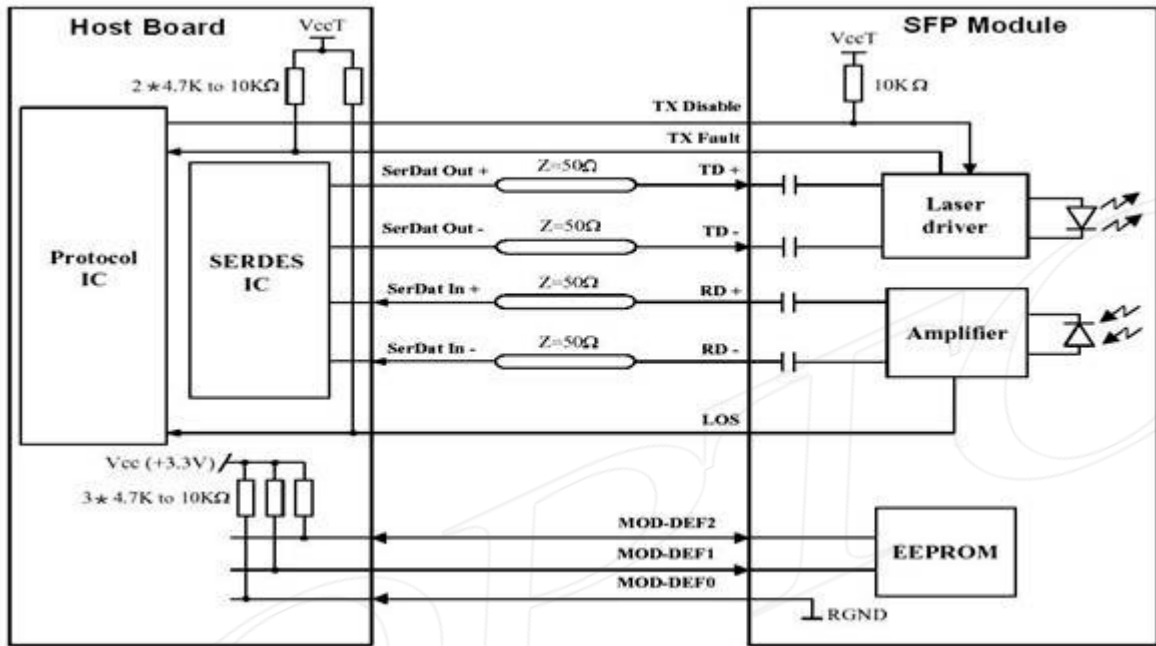 Host Board
VccT
2*4.7K to 10KΩ
SFP Module
VccT
10KΩ
TX Disable
TX Fault
SerDat Out +
Z=50Ω
TD +
SerDat Out -
Z=50Ω
TD -
SerDat In +
Z=50Ω
RD +
SerDat In -
Z=50Ω
RD -
Protocol
IC
SERDES
IC
Laser
driver
Amplifier
LOS
Vcc (+3.3V)
3*4.7K to 10KΩ
MOD-DEF2
MOD-DEF1
MOD-DEF0
EEPROM
RGND